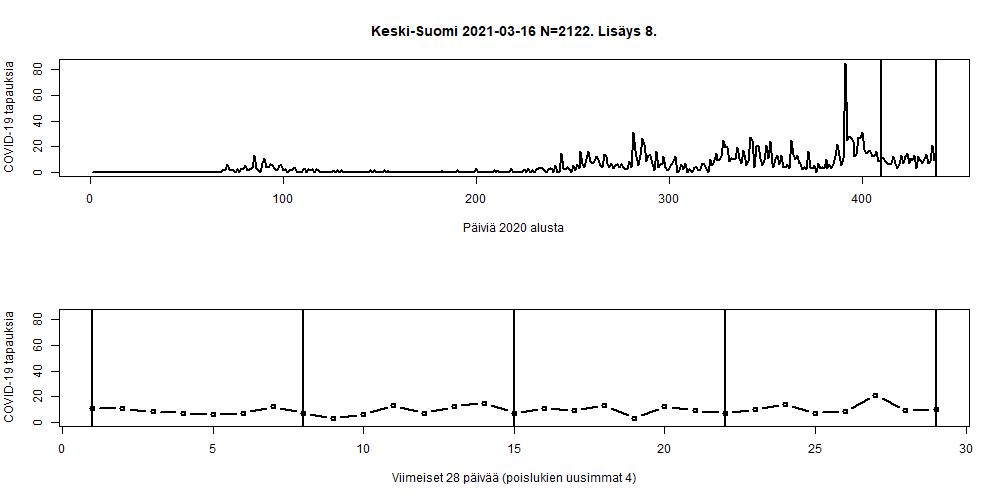 Keski-Suomi 2021-03-16 N=2122. Lisäys 8.
COVID-19 tapauksia
80
60
40
20
0
0 100 200 300 400
Päiviä 2020 alusta
COVID-19 tapauksia
80
60
40
20
0
0 5 10 15 20 25 30
Viimeiset 28 päivää (poislukien uusimmat 4)